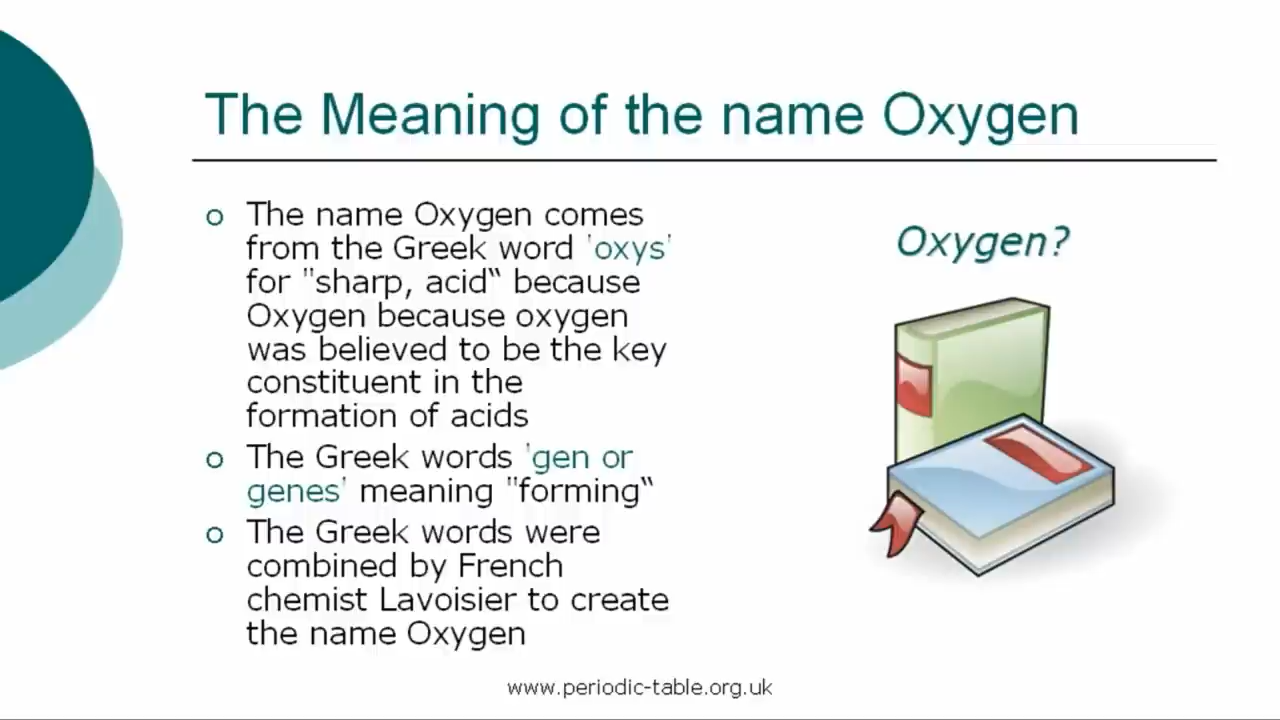 The Meaning of the name Oxygen
The name Oxygen comes
from the Greek word 'oxys'
for "sharp, acid“ because
Oxygen because oxygen
was believed to be the key
constituent in the
formation of acids
The Greek words 'gen or
genes' meaning "forming“
The Greek words were
combined by French
chemist Lavoisier to create
the name Oxygen
Oxygen?
www.periodic-table.org.uk